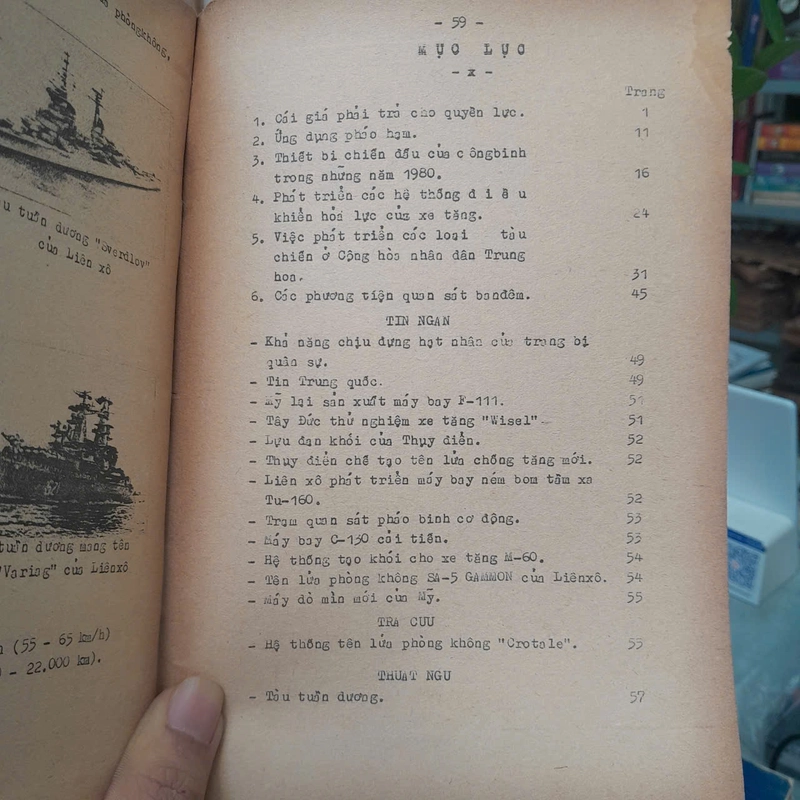 phòngkhông,
u tuần dương "Sverdlov"
của Liên xô
tuần dương mang tên
"Variag" của Liênxô
(55 - 65 km/h)
- 22.000 km).
- 59 -
MỤC LỤC
- x -
Trang
1. Cái giá phải trả cho quyền lực. 1
2. Ứng dụng pháo hạm. 11
3. Thiết bị chiến đấu của côngbinh
trong những năm 1980. 16
4. Phát triển các hệ thống điều
khiển hỏa lực của xe tăng. 24
5. Việc phát triển các loại tàu
chiến ở Cộng hòa nhân dân Trung
hoa. 31
6. Các phương tiện quan sát banđêm. 45
TIN NGAN
- Khả năng chịu đựng hạt nhân của trang bị
quân sự. 49
- Tin Trung quốc. 49
- Mỹ lại sản xuất máy bay F-111. 51
- Tây Đức thử nghiệm xe tăng "Wisel". 51
- Lựu đạn khói của Thụy điển. 52
- Thụy điển chế tạo tên lửa chống tăng mới. 52
- Liên xô phát triển máy bay ném bom tầm xa
Tu-160. 52
- Trạm quan sát pháo binh cơ động. 53
- Máy bay C-130 cải tiến. 53
- Hệ thống tạo khói cho xe tăng M-60. 54
- Tên lửa phòng không SA-5 GAMMON của Liênxô. 54
- Máy dò mìn mới của Mỹ. 55
TRA CUU
- Hệ thống tên lửa phòng không "Crotale". 55
THUAT NGU
- Tàu tuần dương. 57